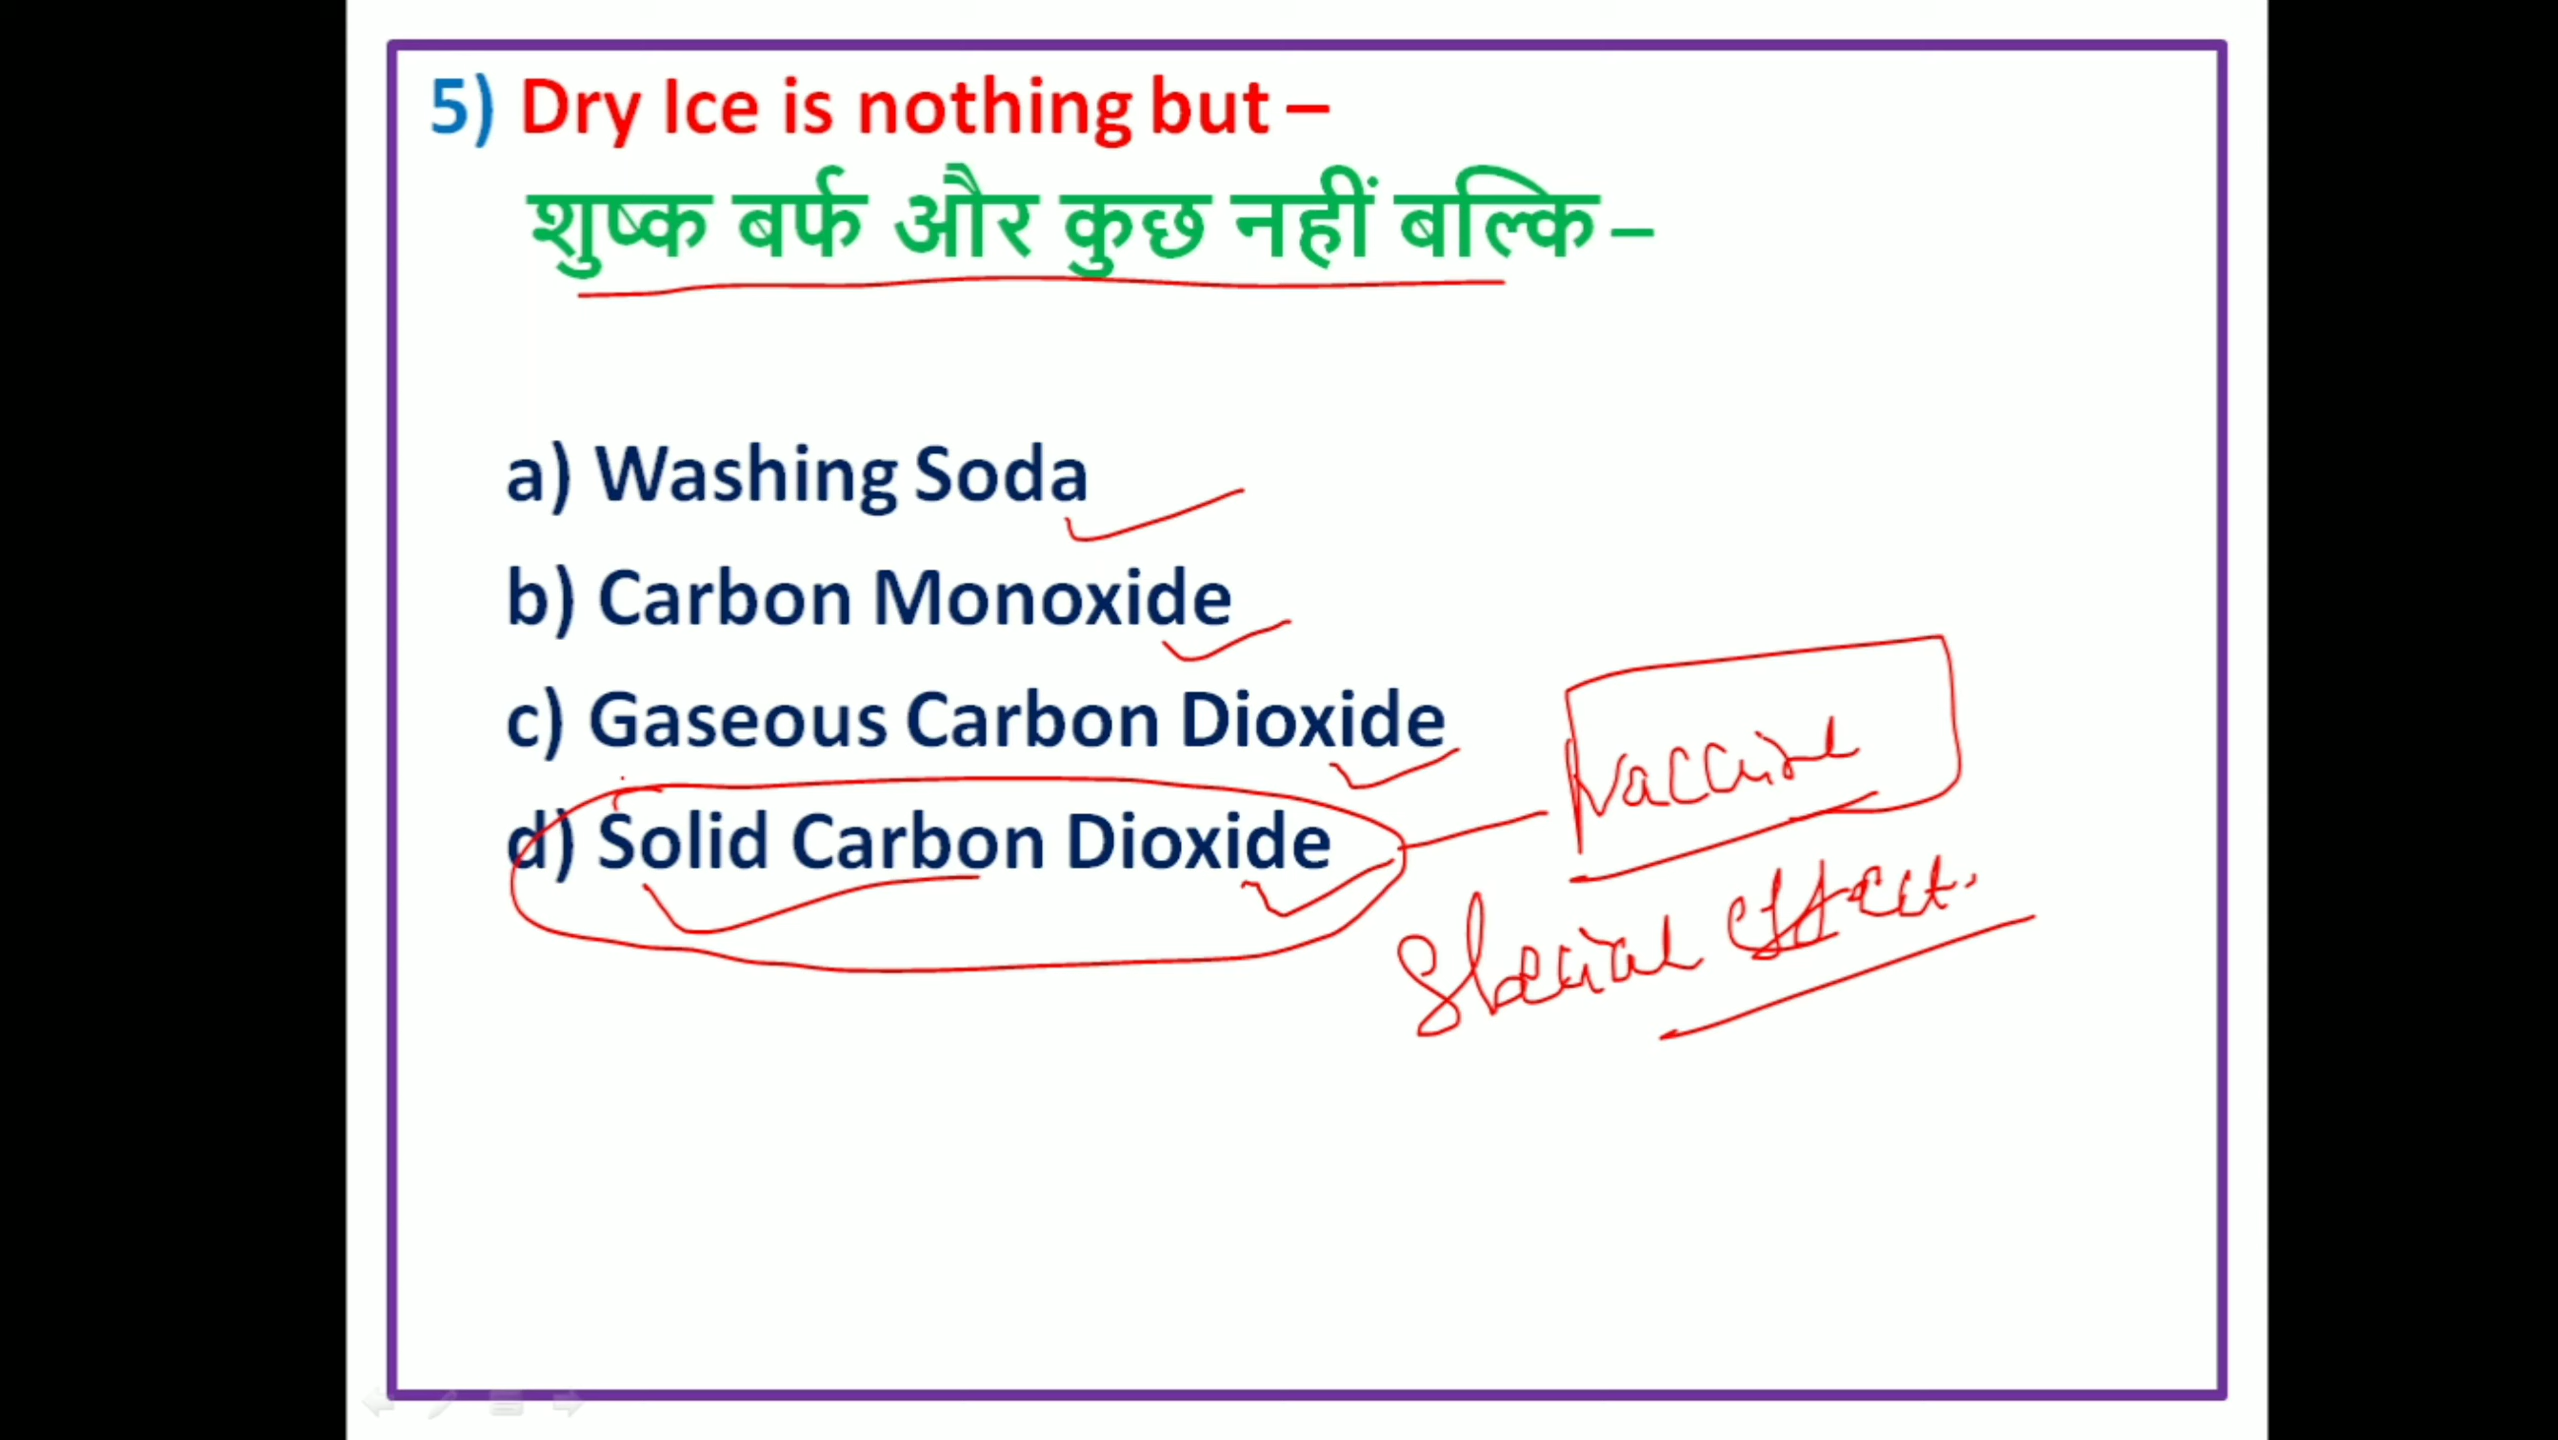 5) Dry Ice is nothing but –
शुष्क बर्फ और कुछ नहीं बल्कि –
a) Washing Soda
b) Carbon Monoxide
c) Gaseous Carbon Dioxide
d) Solid Carbon Dioxide
Vaccine
Special effect.